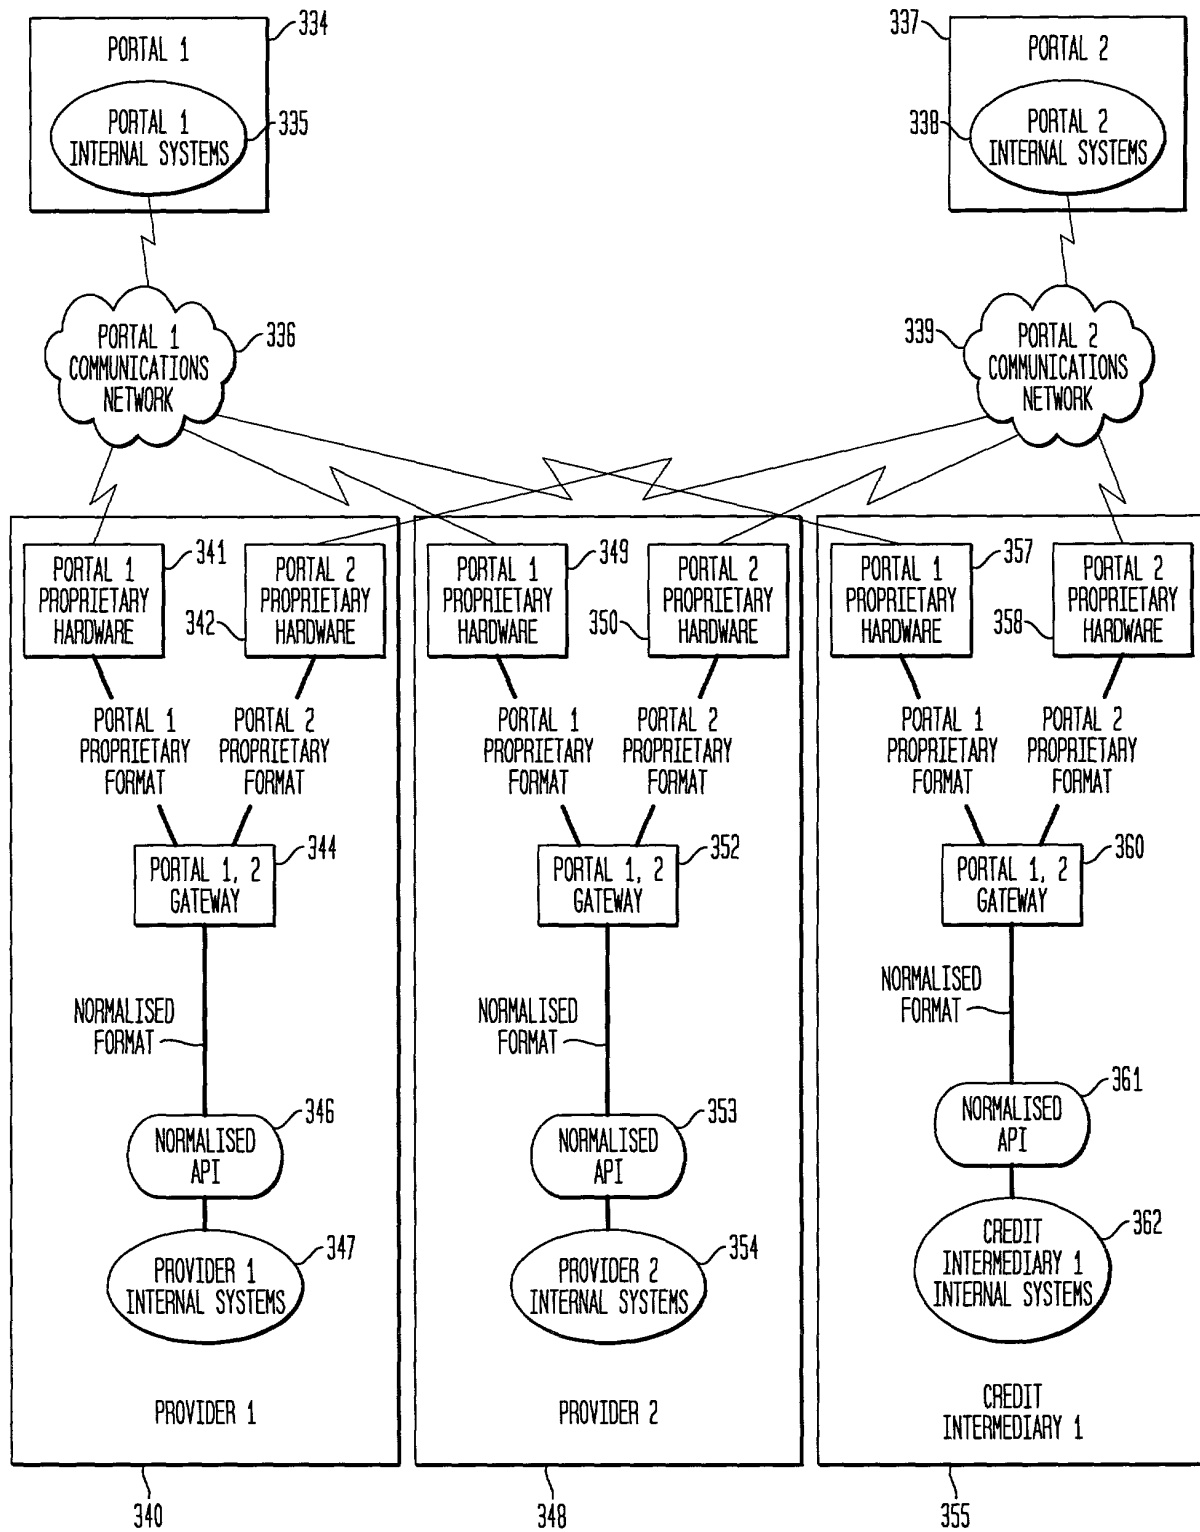 334
PORTAL 1
PORTAL 1
INTERNAL SYSTEMS
335
337
PORTAL 2
338
PORTAL 2
INTERNAL SYSTEMS
PORTAL 1
COMMUNICATIONS
NETWORK
336
339
PORTAL 2
COMMUNICATIONS
NETWORK
PORTAL 1
PROPRIETARY
HARDWARE
341
342
PORTAL 2
PROPRIETARY
HARDWARE
PORTAL 1
PROPRIETARY
FORMAT
PORTAL 2
PROPRIETARY
FORMAT
PORTAL 1, 2
GATEWAY
344
NORMALISED
FORMAT
346
NORMALISED
API
347
PROVIDER 1
INTERNAL SYSTEMS
PROVIDER 1
340
PORTAL 1
PROPRIETARY
HARDWARE
349
350
PORTAL 2
PROPRIETARY
HARDWARE
PORTAL 1
PROPRIETARY
FORMAT
PORTAL 2
PROPRIETARY
FORMAT
PORTAL 1, 2
GATEWAY
352
NORMALISED
FORMAT
353
NORMALISED
API
354
PROVIDER 2
INTERNAL SYSTEMS
PROVIDER 2
348
PORTAL 1
PROPRIETARY
HARDWARE
357
358
PORTAL 2
PROPRIETARY
HARDWARE
PORTAL 1
PROPRIETARY
FORMAT
PORTAL 2
PROPRIETARY
FORMAT
PORTAL 1, 2
GATEWAY
360
NORMALISED
FORMAT
361
NORMALISED
API
362
CREDIT
INTERMEDIARY 1
INTERNAL SYSTEMS
CREDIT
INTERMEDIARY 1
355